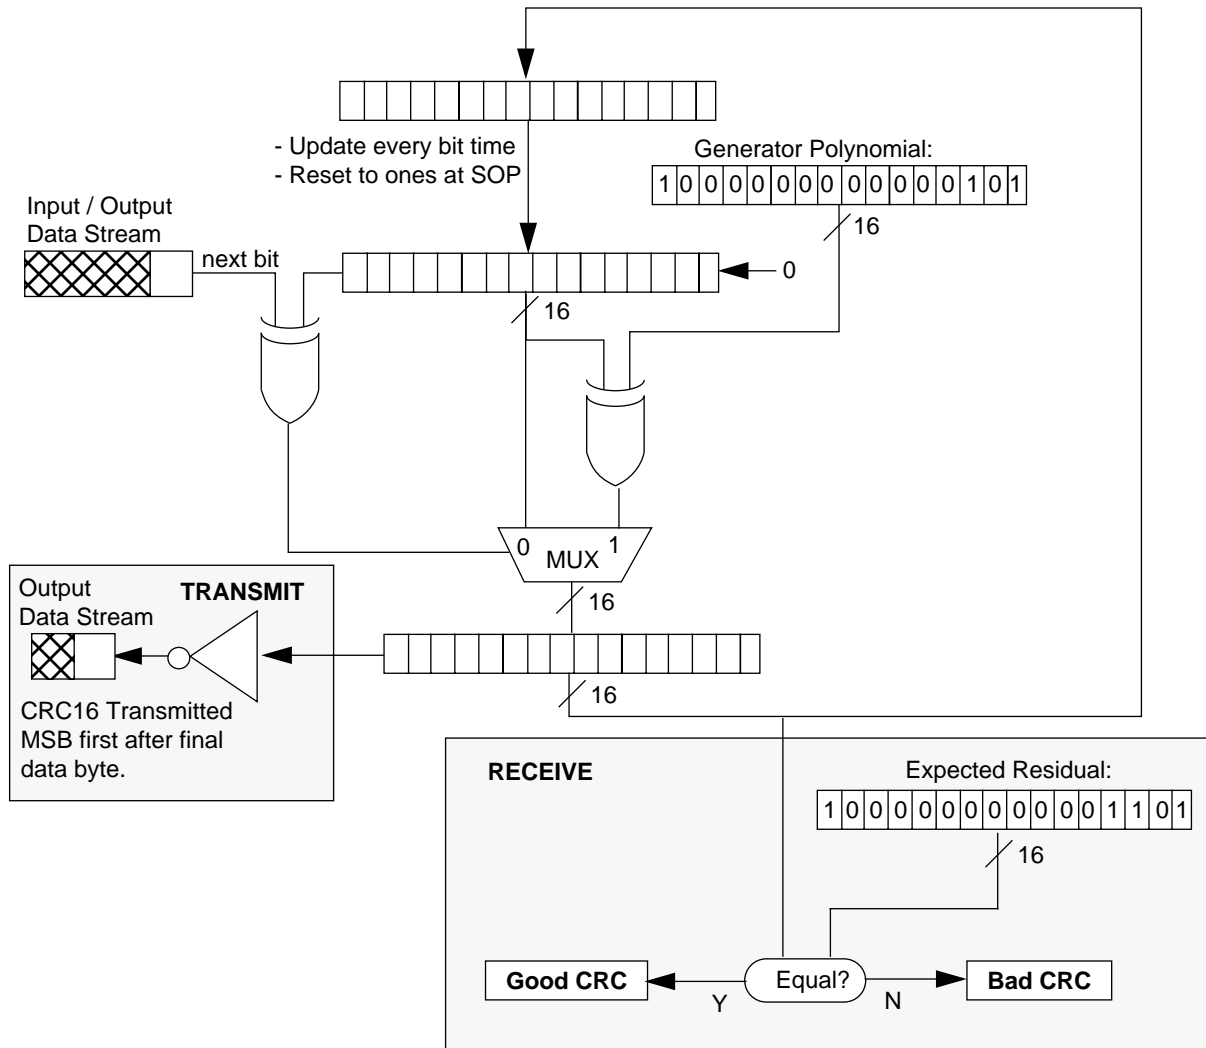 - Update every bit time
- Reset to ones at SOP
Generator Polynomial:
1 0 0 0 0 0 0 0 0 0 0 0 0 1 0 1
16
Input / Output
Data Stream
next bit
0
16
0
1
MUX
16
Output
Data Stream
TRANSMIT
CRC16 Transmitted
MSB first after final
data byte.
16
RECEIVE
Expected Residual:
1 0 0 0 0 0 0 0 0 0 0 0 1 1 0 1
16
Good CRC
Y
Equal?
N
Bad CRC